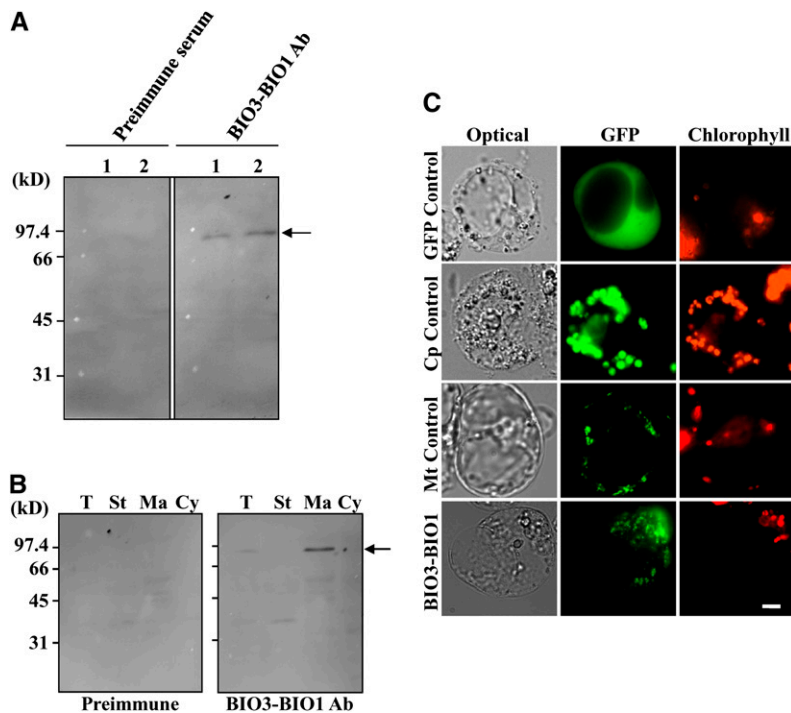 A
Preimmune serum
BIO3-BIO1 Ab
1 2 1 2
(kD)
97.4
66
45
31
B
T St Ma Cy T St Ma Cy
(kD)
97.4
66
45
31
Preimmune BIO3-BIO1 Ab
C
Optical GFP Chlorophyll
GFP Control
Cp Control
Mt Control
BIO3-BIO1